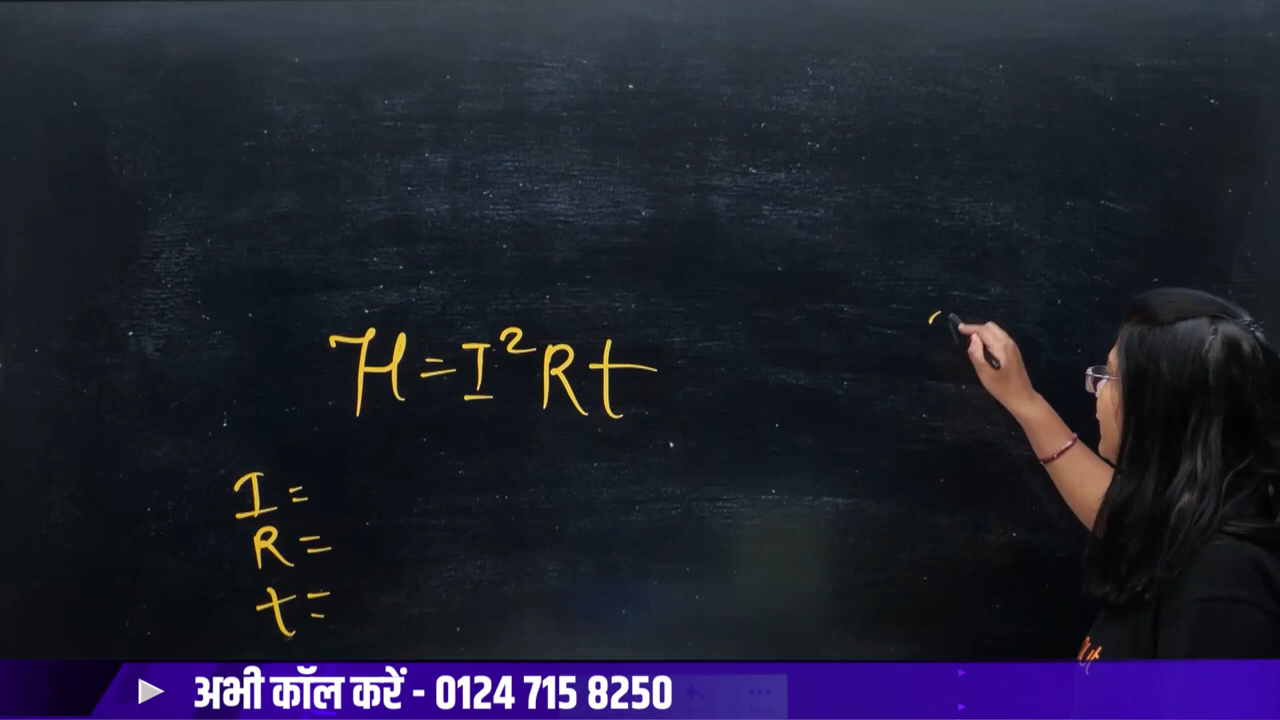 H = I²Rt
I =
R =
t =
अभी कॉल करें - 0124 715 8250